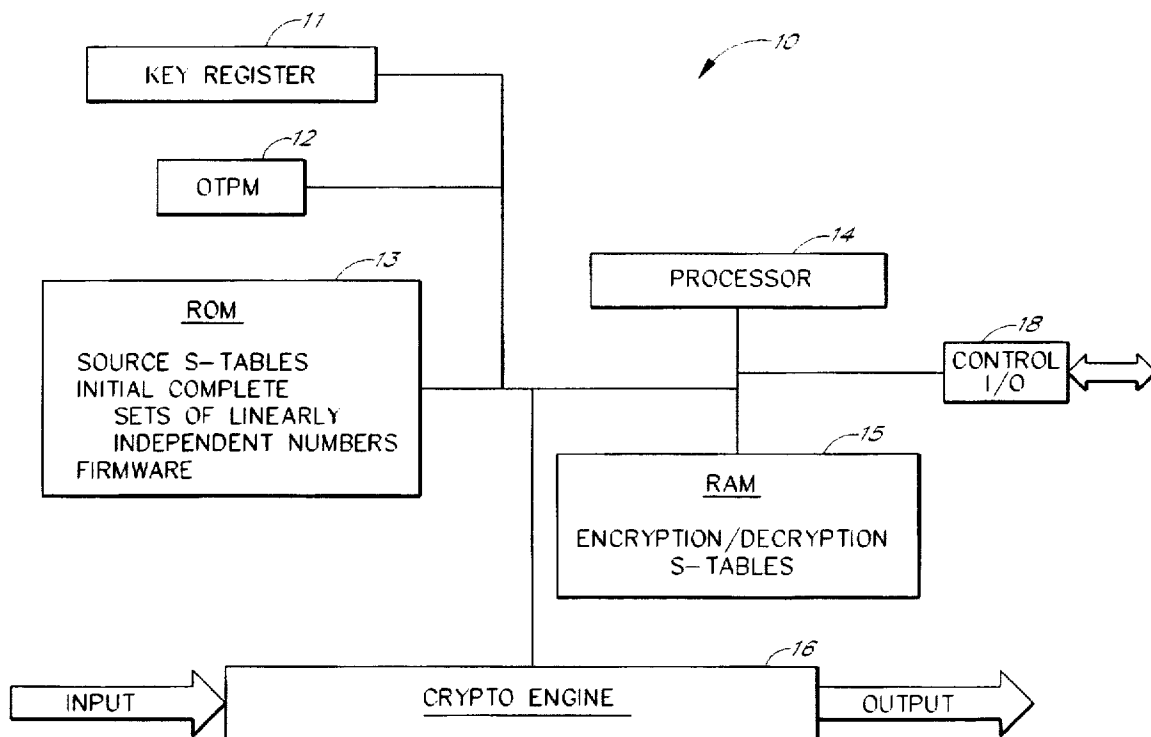 11
KEY REGISTER
10
12
OTPM
13
ROM
SOURCE S-TABLES
INITIAL COMPLETE
SETS OF LINEARLY
INDEPENDENT NUMBERS
FIRMWARE
14
PROCESSOR
18
CONTROL
I/O
15
RAM
ENCRYPTION/DECRYPTION
S-TABLES
16
INPUT
CRYPTO ENGINE
OUTPUT